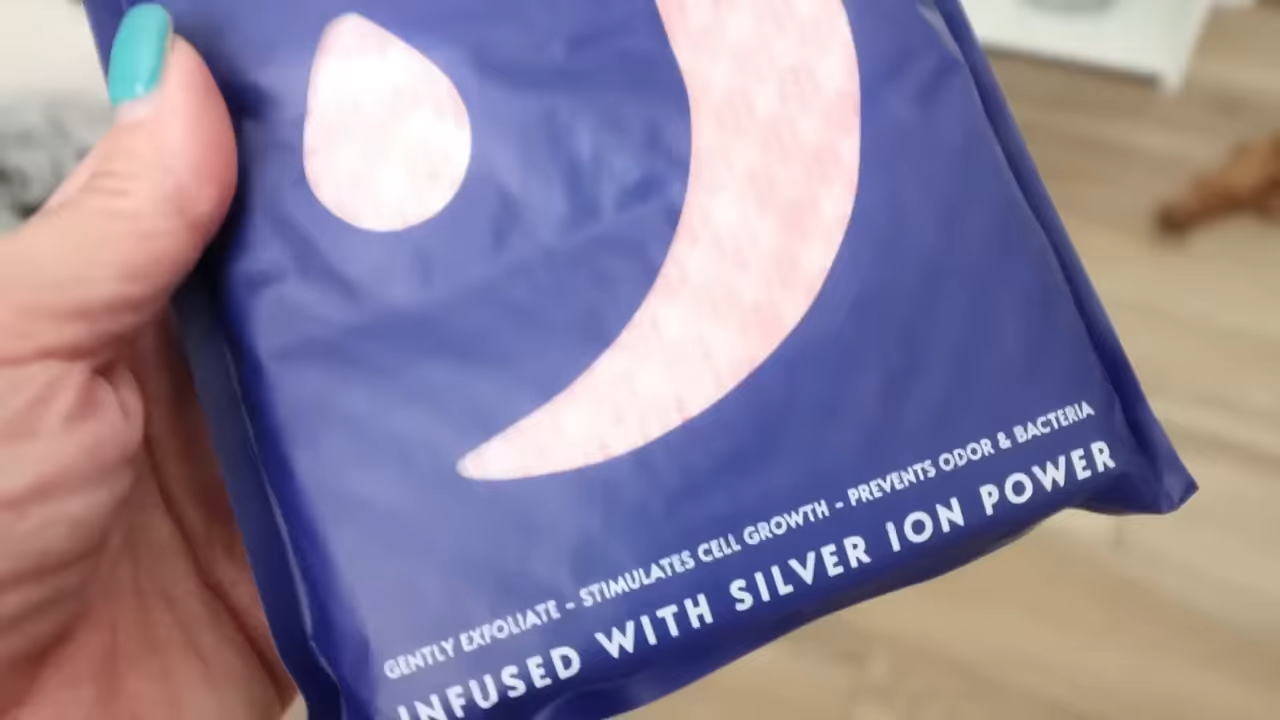 GENTLY EXFOLIATE - STIMULATES CELL GROWTH - PREVENTS ODOR & BACTERIA
INFUSED WITH SILVER ION POWER